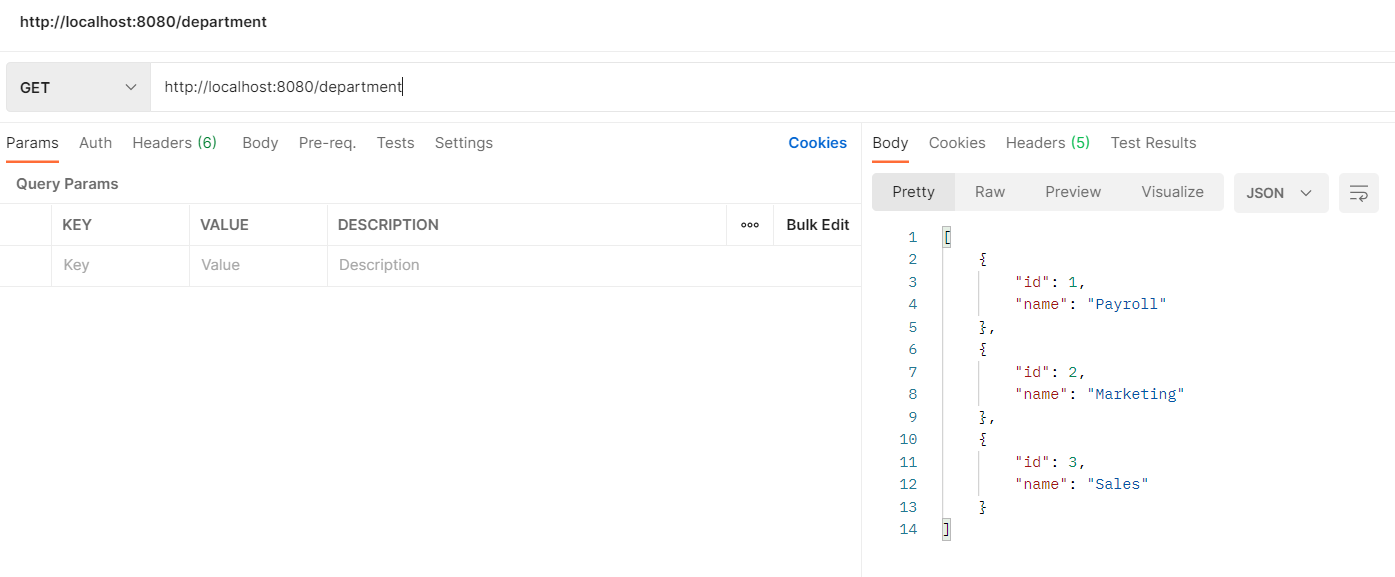 http://localhost:8080/department
GET http://localhost:8080/department
Params Auth Headers (6) Body Pre-req. Tests Settings Cookies
Query Params
KEY VALUE DESCRIPTION ooo Bulk Edit
Key Value Description
Body Cookies Headers (5) Test Results
Pretty Raw Preview Visualize JSON
1 [
2 {
3 "id": 1,
4 "name": "Payroll"
5 },
6 {
7 "id": 2,
8 "name": "Marketing"
9 },
10 {
11 "id": 3,
12 "name": "Sales"
13 }
14 ]